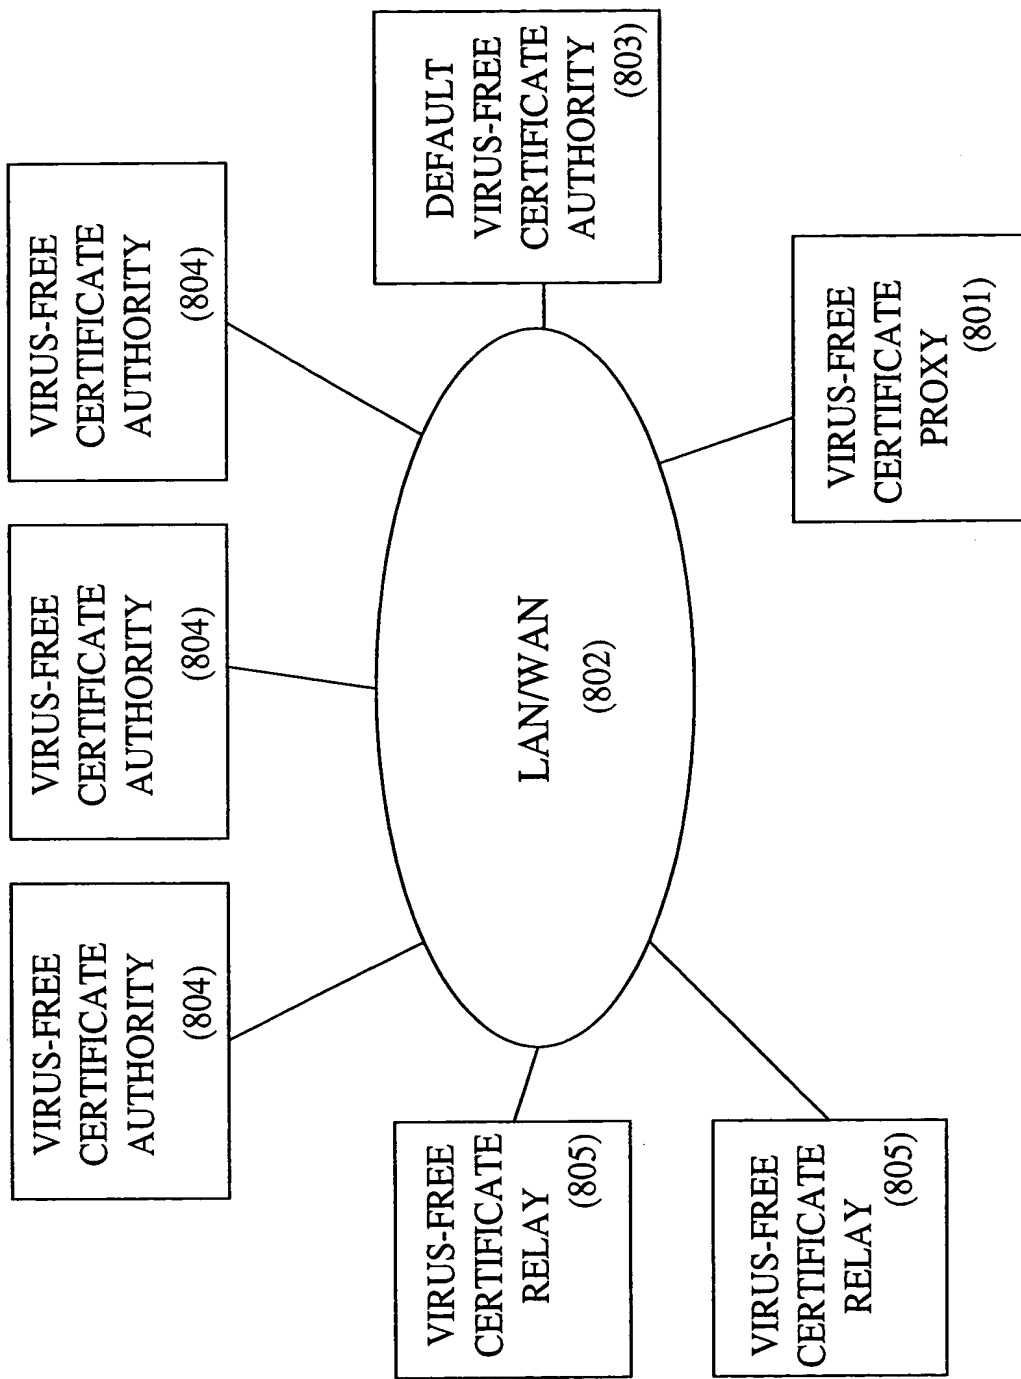 VIRUS-FREE
CERTIFICATE
AUTHORITY
(804)
VIRUS-FREE
CERTIFICATE
AUTHORITY
(804)
VIRUS-FREE
CERTIFICATE
AUTHORITY
(804)
VIRUS-FREE
CERTIFICATE
RELAY
(805)
LAN/WAN
(802)
DEFAULT
VIRUS-FREE
CERTIFICATE
AUTHORITY
(803)
VIRUS-FREE
CERTIFICATE
RELAY
(805)
VIRUS-FREE
CERTIFICATE
PROXY
(801)